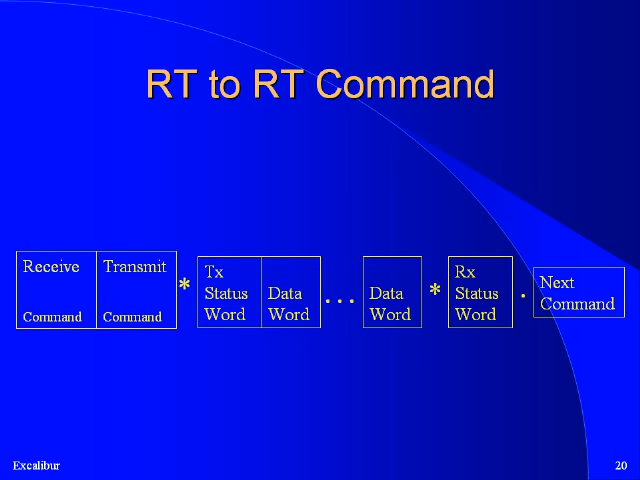 RT to RT Command
Receive
Command
Transmit
Command
*
Tx
Status
Word
Data
Word
. . .
Data
Word
*
Rx
Status
Word
.
Next
Command
Excalibur
20